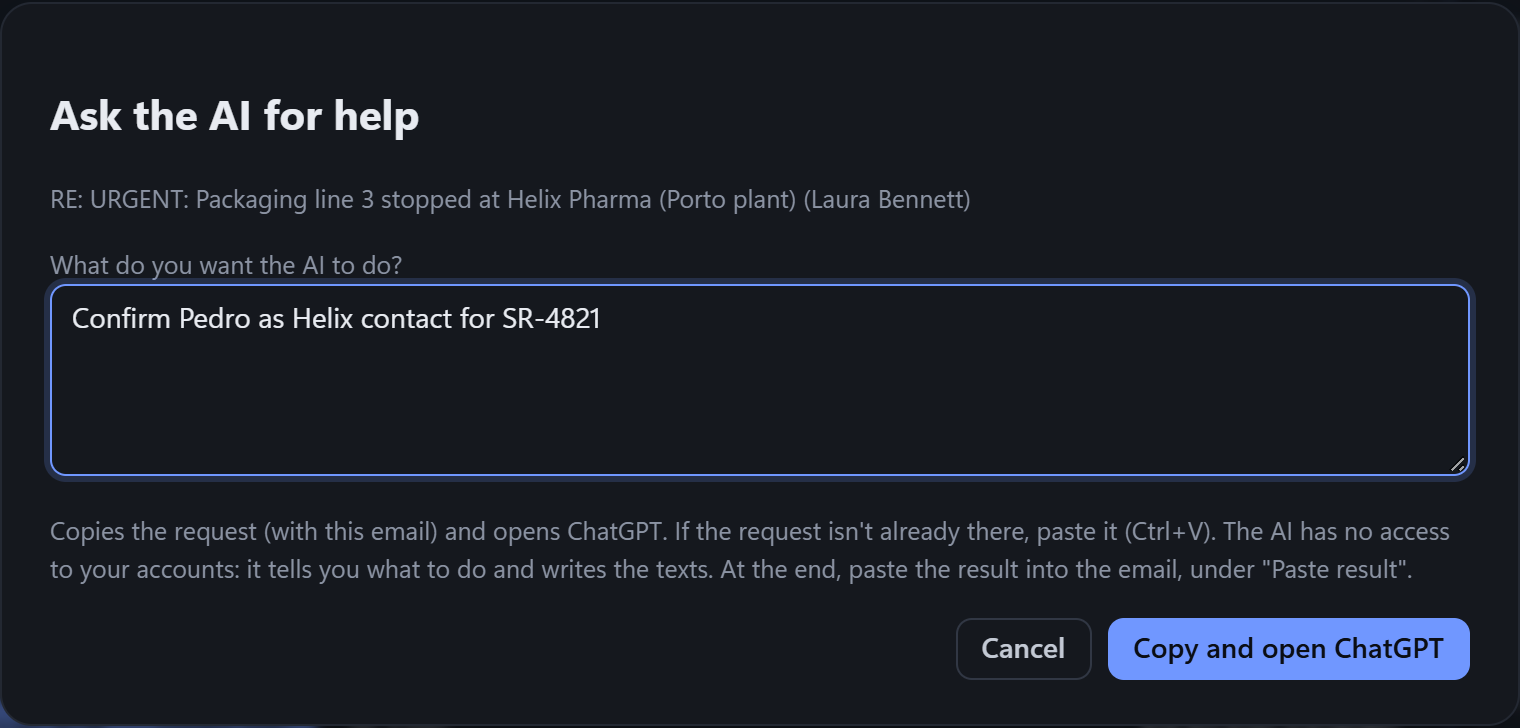 Ask the AI for help
RE: URGENT: Packaging line 3 stopped at Helix Pharma (Porto plant) (Laura Bennett)
What do you want the AI to do?
Confirm Pedro as Helix contact for SR-4821
Copies the request (with this email) and opens ChatGPT. If the request isn't already there, paste it (Ctrl+V). The AI has no access
to your accounts: it tells you what to do and writes the texts. At the end, paste the result into the email, under "Paste result".
Cancel
Copy and open ChatGPT